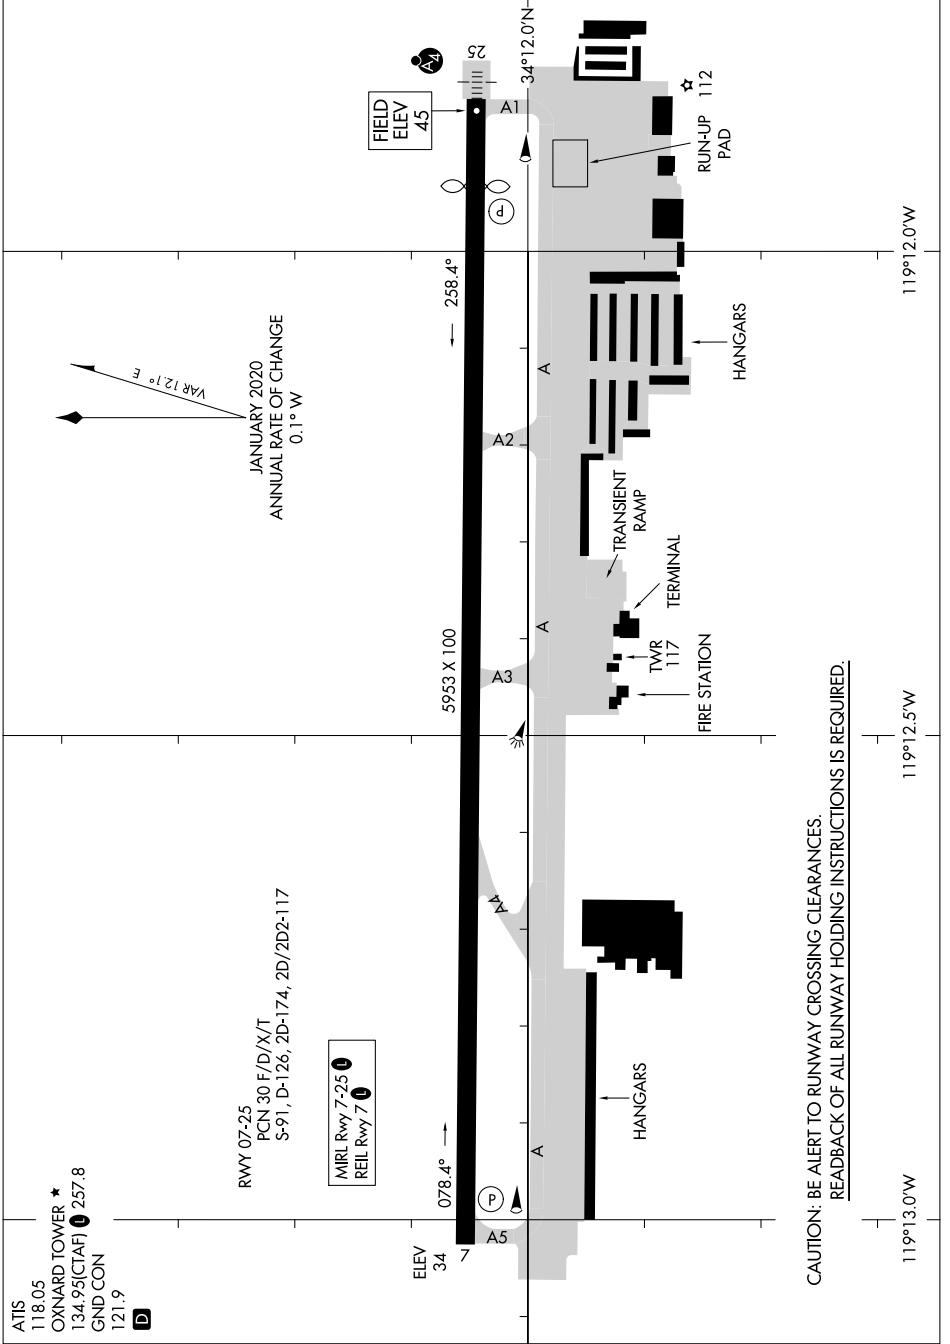 ATIS
118.05
OXNARD TOWER ★
134.95(CTAF) L 257.8
GND CON
121.9
D
RWY 07-25
PCN 30 F/D/X/T
S-91, D-126, 2D-174, 2D/2D2-117
MIRL Rwy 7-25 L
REIL Rwy 7 L
JANUARY 2020
ANNUAL RATE OF CHANGE
0.1° W
VAR 12.1° E
FIELD
ELEV
45
A4
25
34°12.0'N
ELEV
34
7
078.4°
5953 X 100
258.4°
P
P
A5
A4
A3
A2
A1
A
A
A
HANGARS
FIRE STATION
TWR
117
TERMINAL
TRANSIENT
RAMP
HANGARS
RUN-UP
PAD
112
CAUTION: BE ALERT TO RUNWAY CROSSING CLEARANCES.
READBACK OF ALL RUNWAY HOLDING INSTRUCTIONS IS REQUIRED.
119°13.0'W
119°12.5'W
119°12.0'W